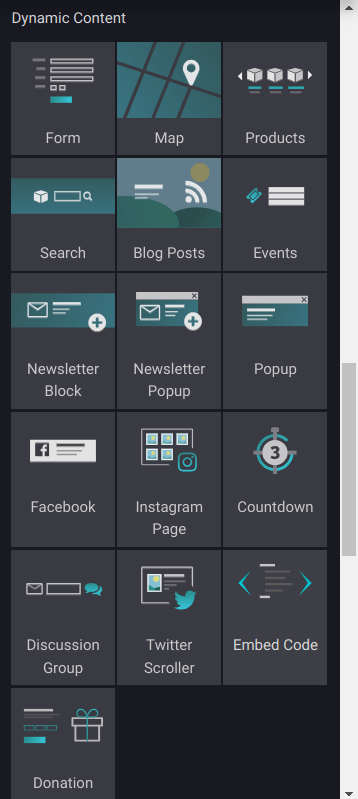 Dynamic Content
Form
Map
Products
Search
Blog Posts
Events
Newsletter
Block
Newsletter
Popup
Popup
Facebook
Instagram
Page
3
Countdown
Discussion
Group
Twitter
Scroller
Embed Code
Donation